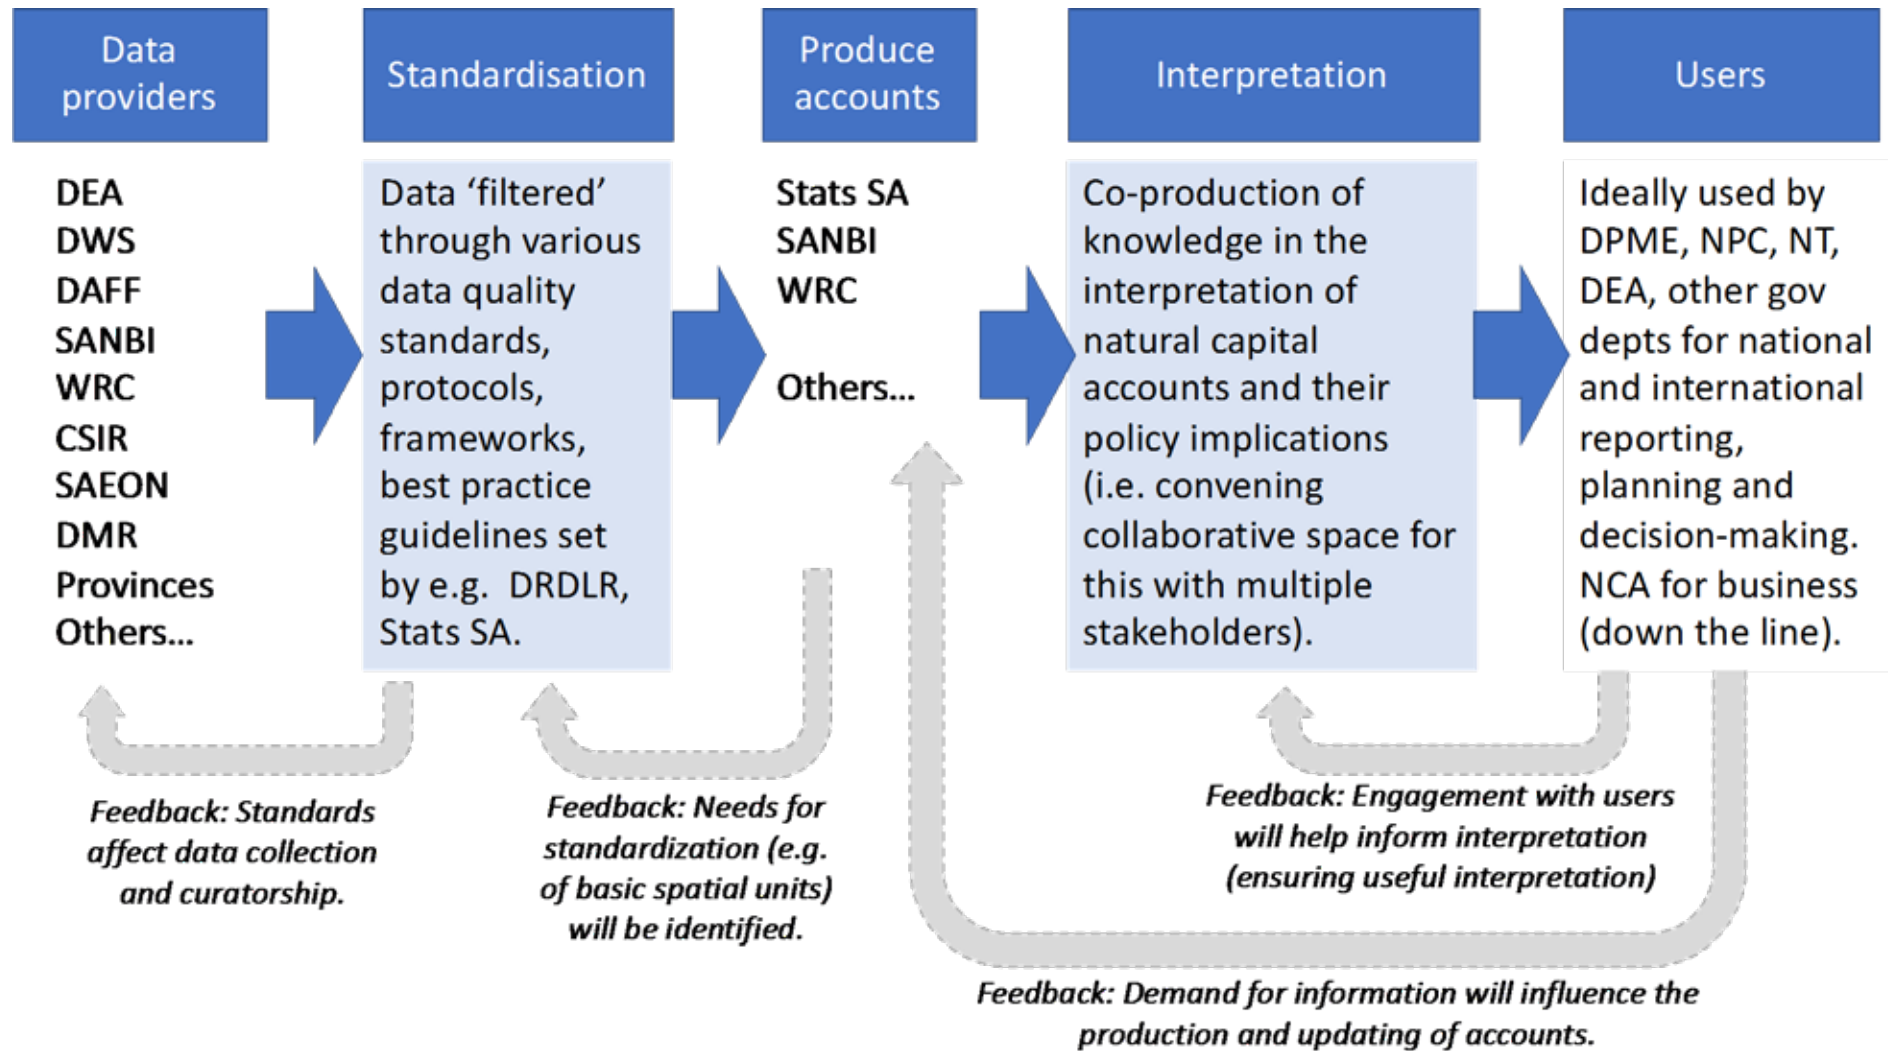 Data
providers
Standardisation
Produce
accounts
Interpretation
Users
DEA
DWS
DAFF
SANBI
WRC
CSIR
SAEON
DMR
Provinces
Others...
Data ‘filtered’
through various
data quality
standards,
protocols,
frameworks,
best practice
guidelines set
by e.g. DRDLR,
Stats SA.
Stats SA
SANBI
WRC
Others...
Co-production of
knowledge in the
interpretation of
natural capital
accounts and their
policy implications
(i.e. convening
collaborative space for
this with multiple
stakeholders).
Ideally used by
DPME, NPC, NT,
DEA, other gov
depts for national
and international
reporting,
planning and
decision-making.
NCA for business
(down the line).
Feedback: Standards
affect data collection
and curatorship.
Feedback: Needs for
standardization (e.g.
of basic spatial units)
will be identified.
Feedback: Engagement with users
will help inform interpretation
(ensuring useful interpretation)
Feedback: Demand for information will influence the
production and updating of accounts.